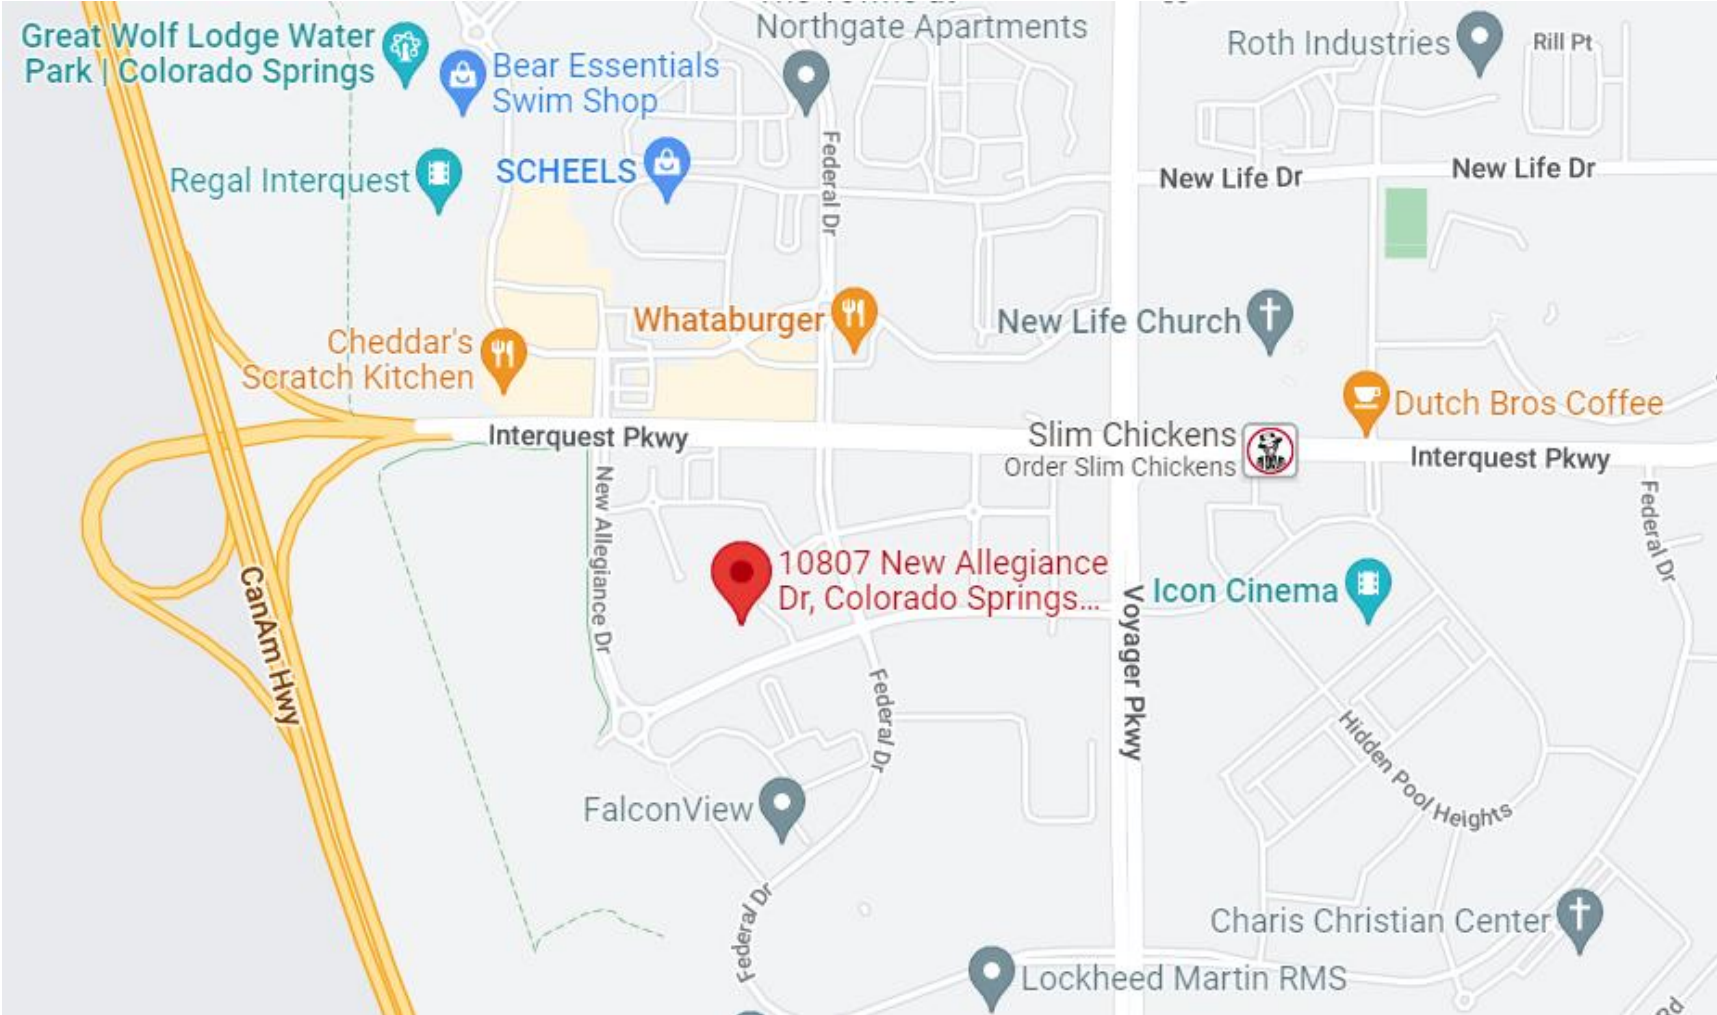 Great Wolf Lodge Water
Park | Colorado Springs
Bear Essentials
Swim Shop
Northgate Apartments
Roth Industries
Rill Pt
Regal Interquest
SCHEELS
Federal Dr
New Life Dr
New Life Dr
Whataburger
New Life Church
Cheddar's
Scratch Kitchen
Dutch Bros Coffee
Interquest Pkwy
Slim Chickens
Order Slim Chickens
Interquest Pkwy
New Allegiance Dr
Federal Dr
10807 New Allegiance
Dr, Colorado Springs...
Icon Cinema
CanAm Hwy
Voyager Pkwy
Federal Dr
Hidden Pool Heights
FalconView
Federal Dr
Charis Christian Center
Lockheed Martin RMS
Rd